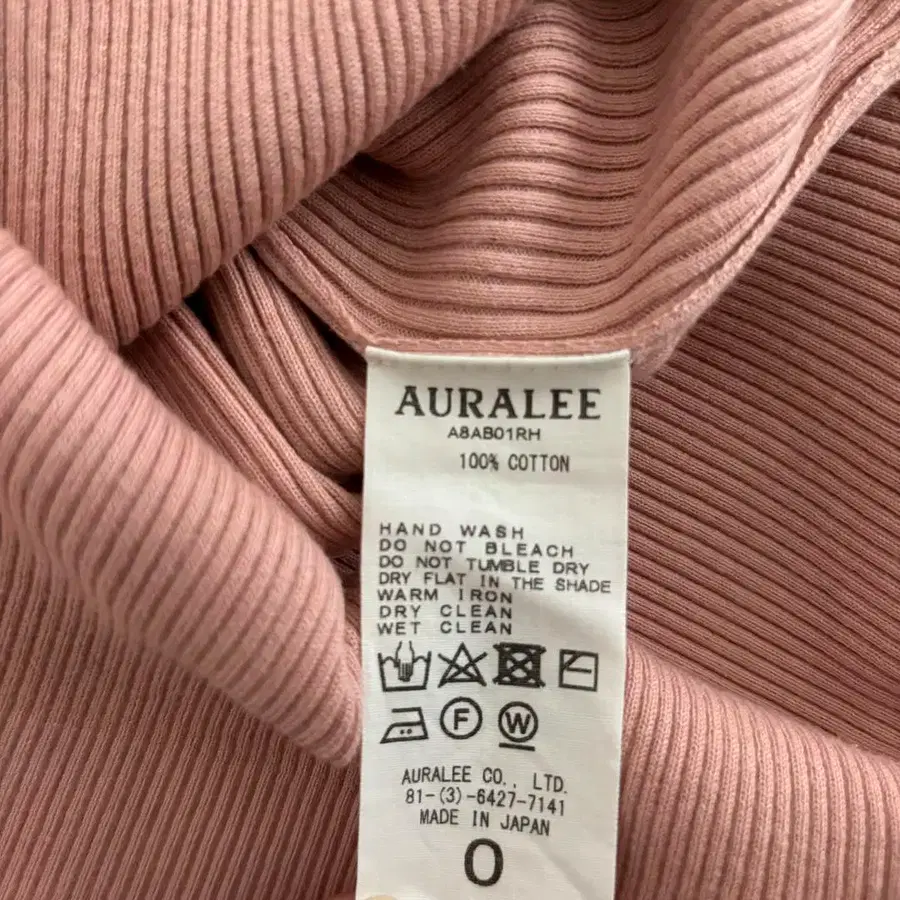 AURALEE
A8AB01RH
100% COTTON
HAND WASH
DO NOT BLEACH
DO NOT TUMBLE DRY
DRY FLAT IN THE SHADE
WARM IRON
DRY CLEAN
WET CLEAN
F W
AURALEE CO., LTD.
81-(3)-6427-7141
MADE IN JAPAN
0